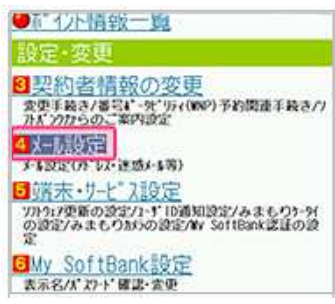 ﾎﾟｲﾝﾄ情報一覧
設定･変更
3 契約者情報の変更
変更手続き/番号ﾎﾟｰﾀﾋﾞﾘﾃｨ(MNP)予約関連手続き/ｿﾌﾄﾊﾞﾝｸからのご案内設定
4 ﾒｰﾙ設定
ﾒｰﾙ設定(ｱﾄﾞﾚｽ･迷惑ﾒｰﾙ等)
5 端末･ｻｰﾋﾞｽ設定
ｿﾌﾄｳｪｱ更新の設定/ﾕｰｻﾞID通知設定/みまもりｹｰﾀｲ
の設定/みまもりｶﾒﾗの設定/My SoftBank認証の設
定
6 My SoftBank設定
表示名/ﾊﾟｽﾜｰﾄﾞ確認･変更